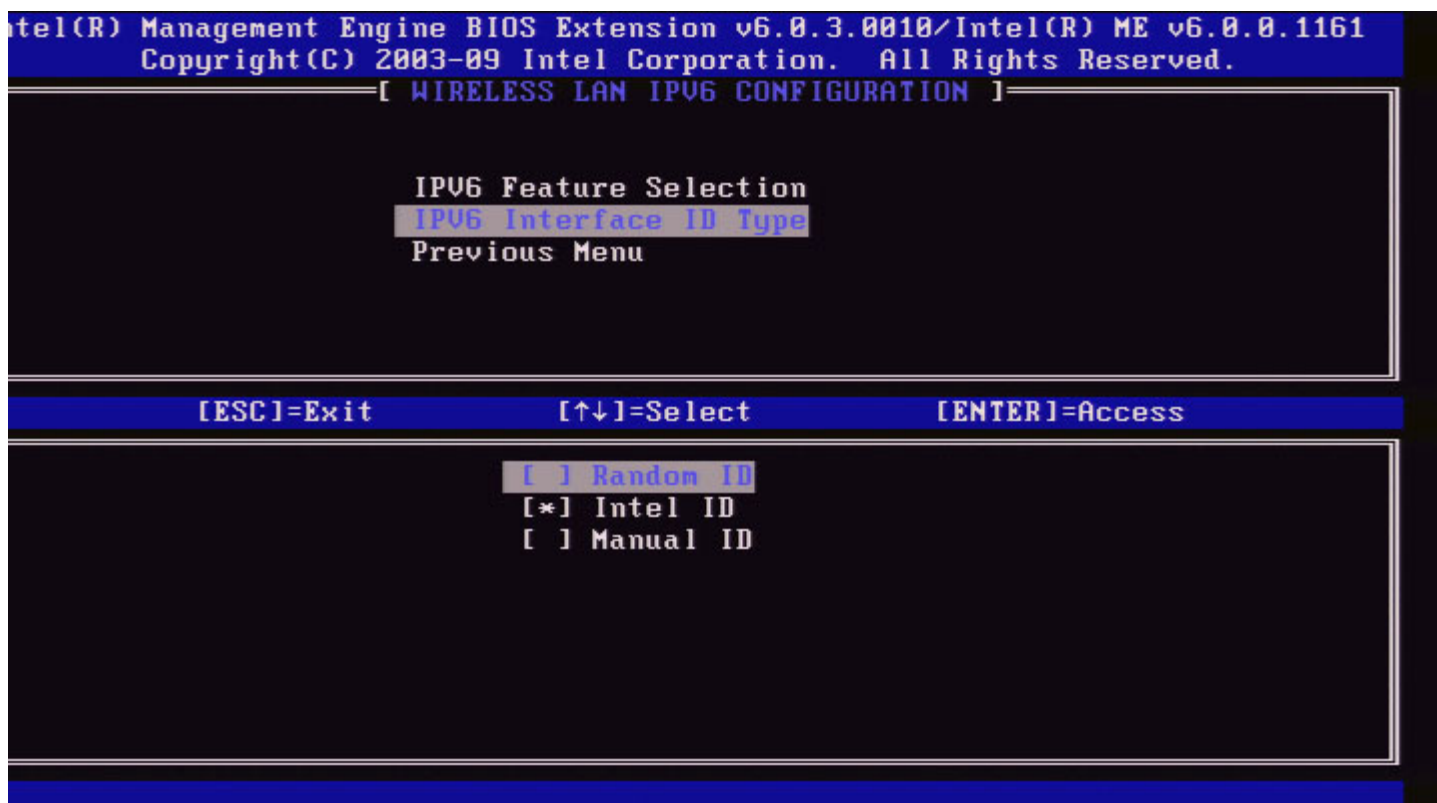 ntel(R) Management Engine BIOS Extension v6.0.3.0010/Intel(R) ME v6.0.0.1161
Copyright(C) 2003-09 Intel Corporation. All Rights Reserved.
[ WIRELESS LAN IPV6 CONFIGURATION ]
IPV6 Feature Selection
IPV6 Interface ID Type
Previous Menu
[ESC]=Exit [↑↓]=Select [ENTER]=Access
[ ] Random ID
[*] Intel ID
[ ] Manual ID